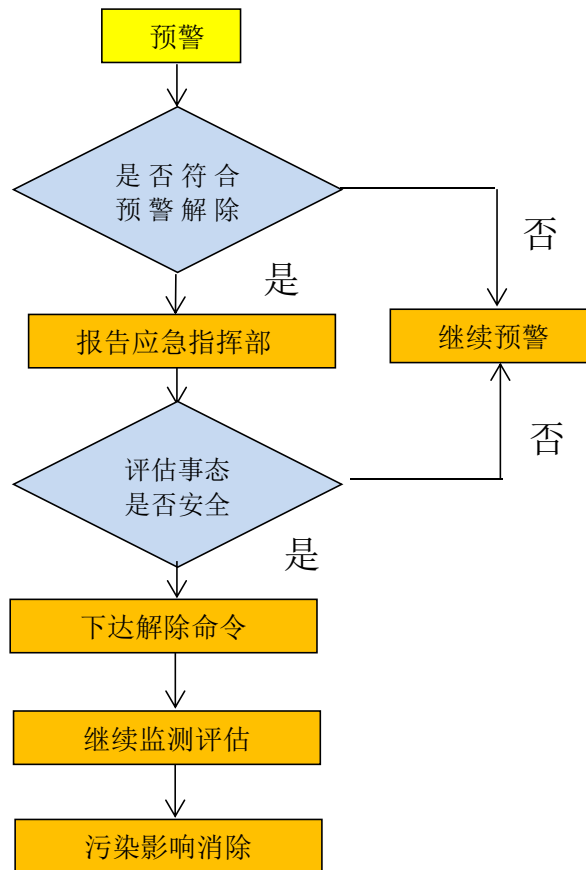 预警
是否符合
预警解除
否
是
报告应急指挥部
继续预警
否
评估事态
是否安全
是
下达解除命令
继续监测评估
污染影响消除